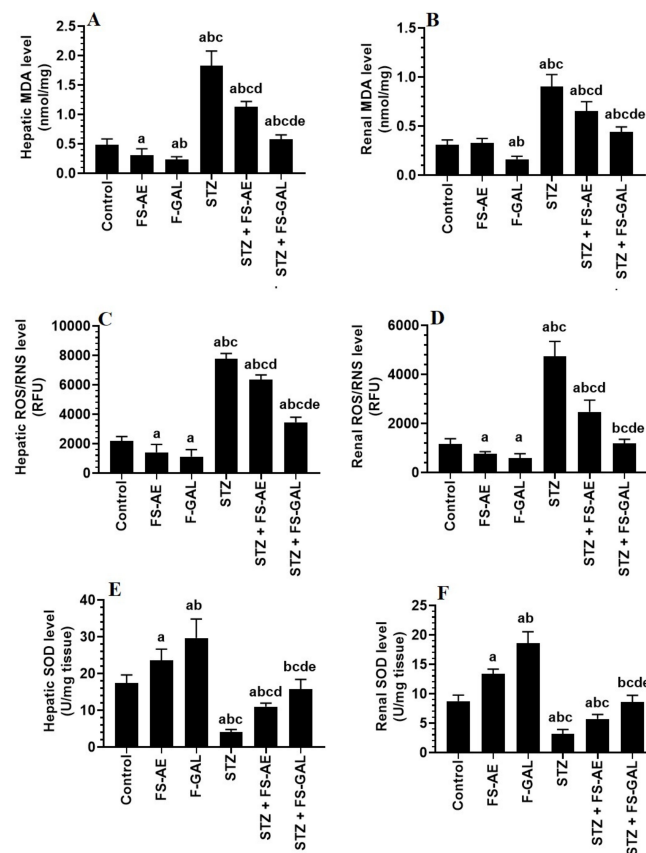 A
Hepatic MDA level
(nmol/mg)
2.5
2.0
1.5
1.0
0.5
0.0
a
ab
abc
abcd
abcde
Control
FS-AE
F-GAL
STZ
STZ + FS-AE
STZ + FS-GAL
B
Renal MDA level
(nmol/mg)
1.5
1.0
0.5
0.0
ab
abc
abcd
abcde
Control
FS-AE
F-GAL
STZ
STZ + FS-AE
STZ + FS-GAL
C
Hepatic ROS/RNS level
(RFU)
10000
8000
6000
4000
2000
0
a
a
abc
abcd
abcde
Control
FS-AE
F-GAL
STZ
STZ + FS-AE
STZ + FS-GAL
D
Renal ROS/RNS level
(RFU)
6000
4000
2000
0
a
a
abc
abcd
bcde
Control
FS-AE
F-GAL
STZ
STZ + FS-AE
STZ + FS-GAL
E
Hepatic SOD level
(U/mg tissue)
40
30
20
10
0
a
ab
abc
abcd
bcde
Control
FS-AE
F-GAL
STZ
STZ + FS-AE
STZ + FS-GAL
F
Renal SOD level
(U/mg tissue)
25
20
15
10
5
0
a
ab
abc
abc
bcde
Control
FS-AE
F-GAL
STZ
STZ + FS-AE
STZ + FS-GAL